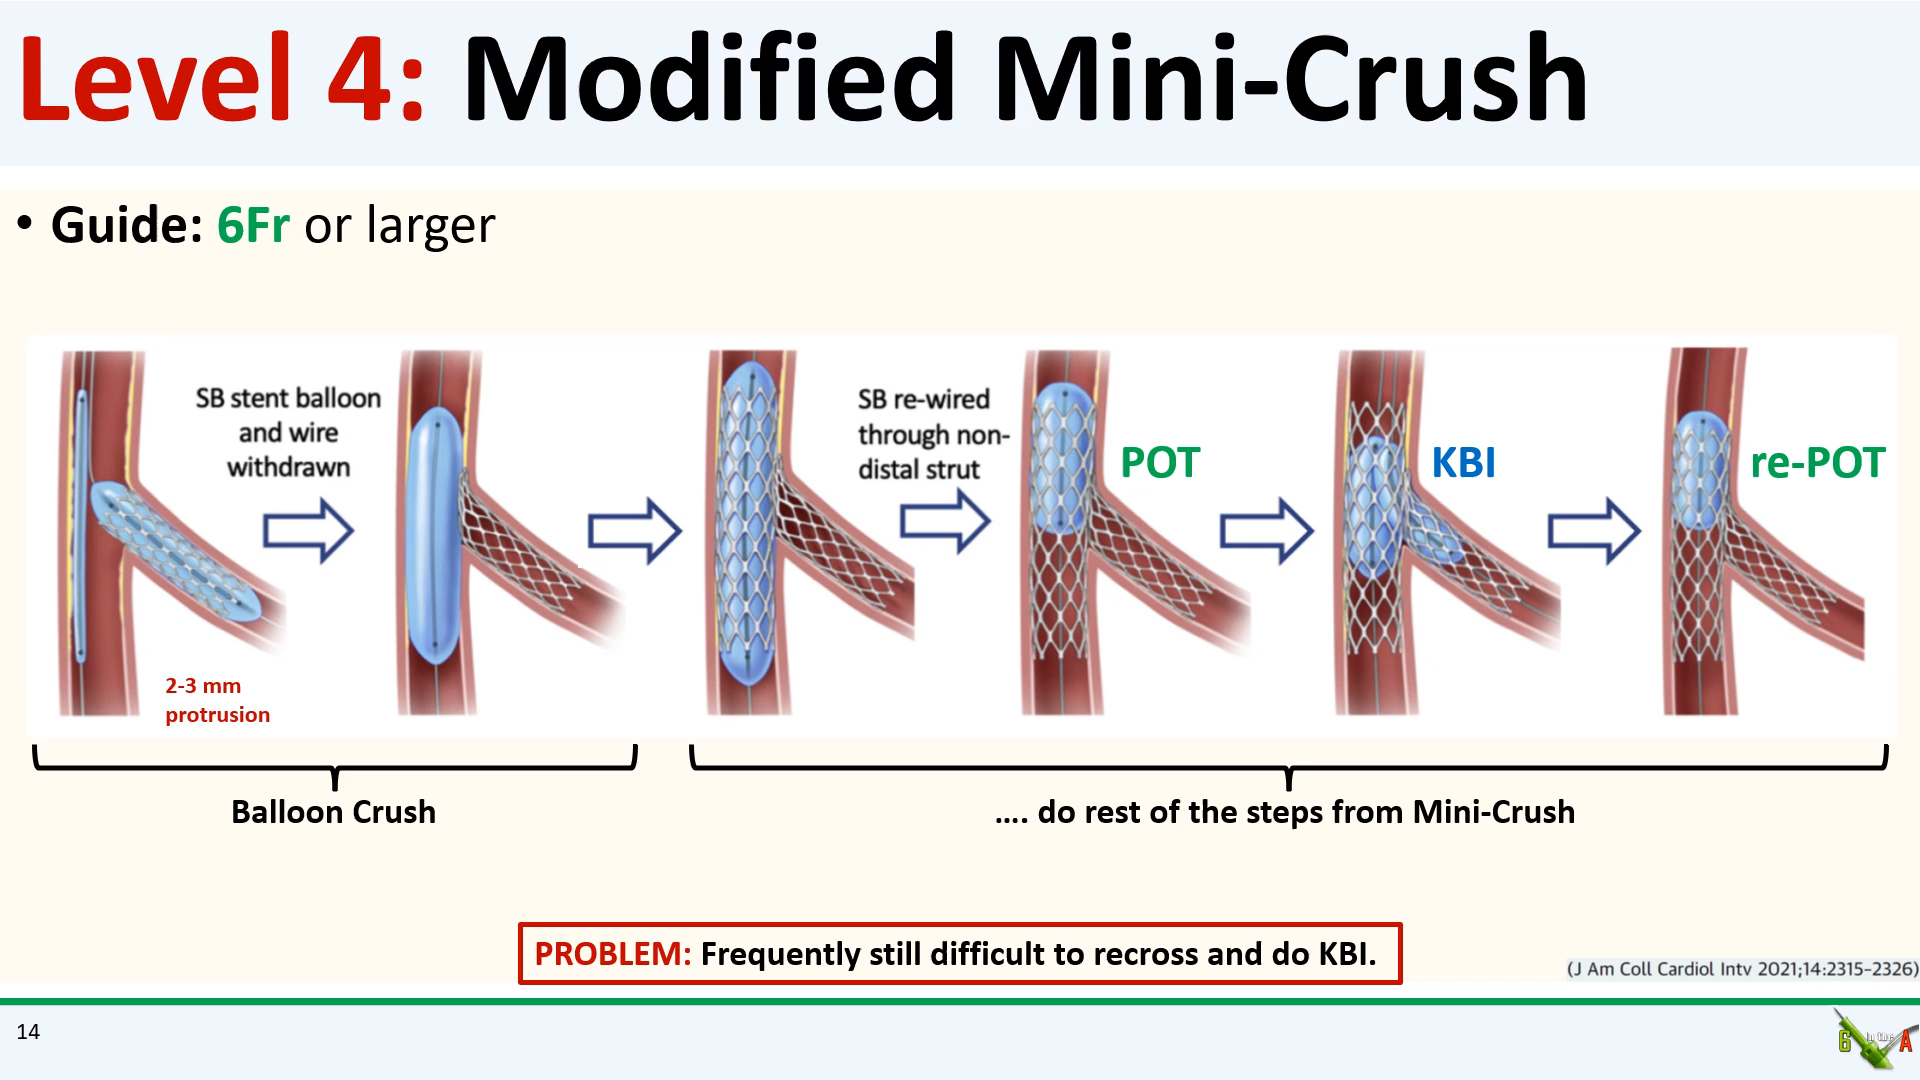 Level 4: Modified Mini-Crush
• Guide: 6Fr or larger
SB stent balloon
and wire
withdrawn
2-3 mm
protrusion
SB re-wired
through non-
distal strut
POT
KBI
re-POT
Balloon Crush
.... do rest of the steps from Mini-Crush
PROBLEM: Frequently still difficult to recross and do KBI.
(J Am Coll Cardiol Intv 2021;14:2315-2326)
14
6 in the A